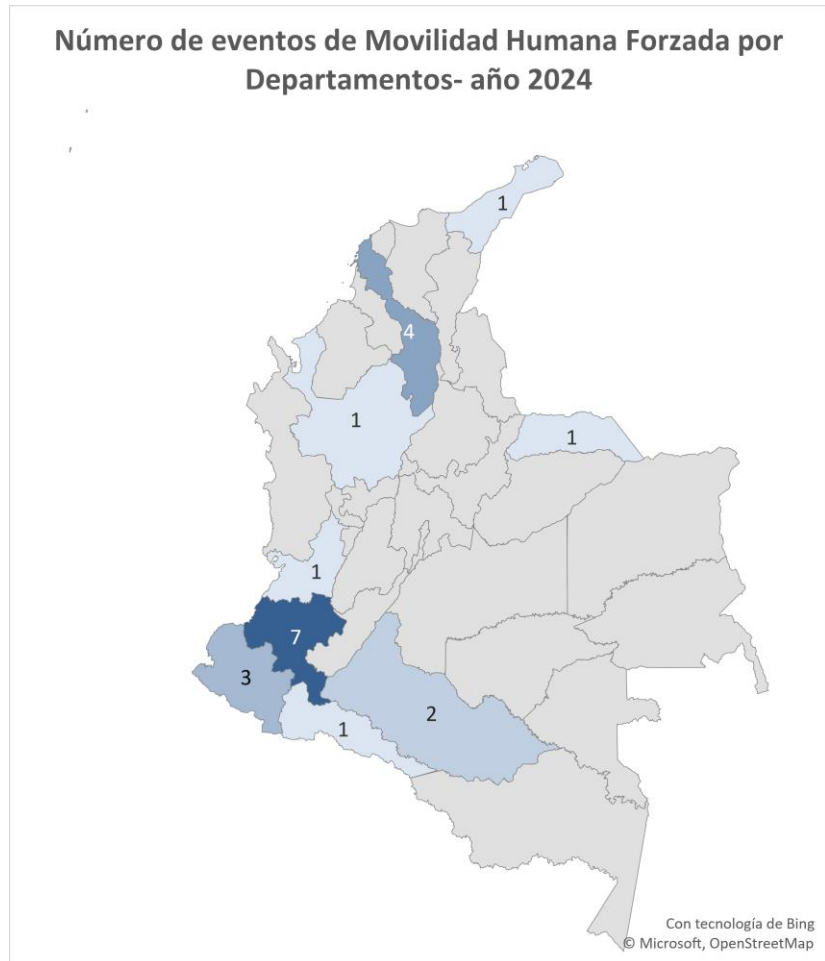 Número de eventos de Movilidad Humana Forzada por
Departamentos- año 2024
1
4
1
1
1
7
3
2
1
Con tecnología de Bing
© Microsoft, OpenStreetMap